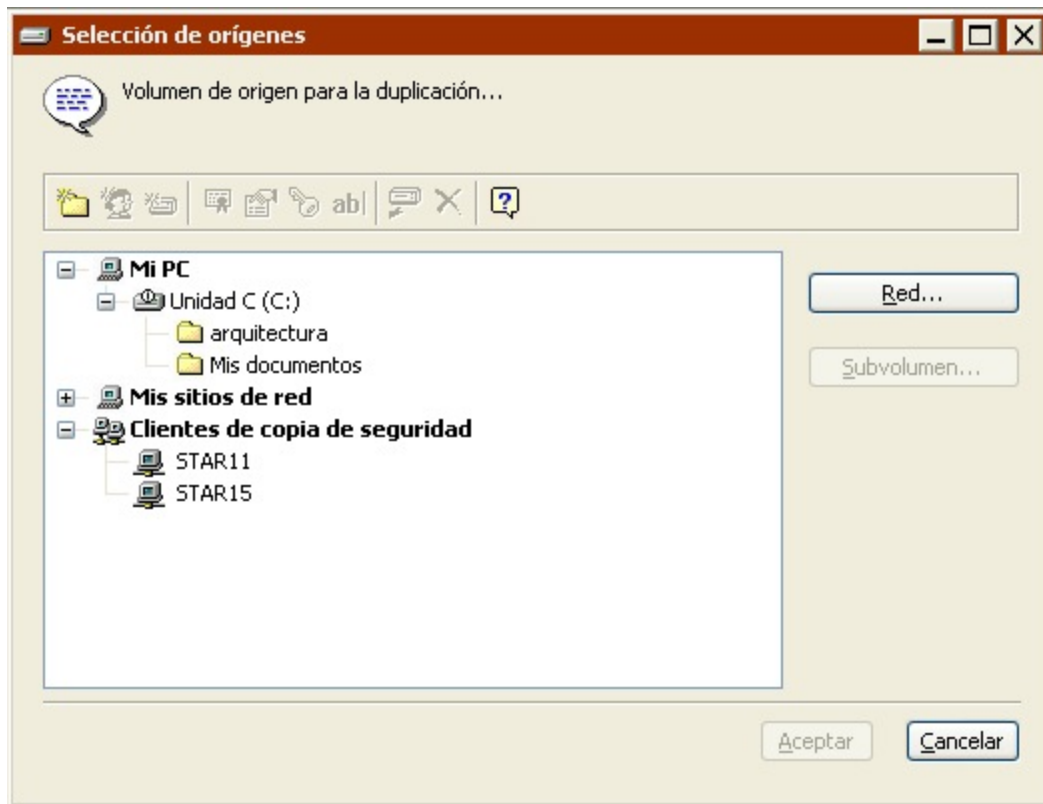 Selección de orígenes
Volumen de origen para la duplicación...
ab|
Mi PC
Unidad C (C:)
arquitectura
Mis documentos
Mis sitios de red
Clientes de copia de seguridad
STAR11
STAR15
Red...
Subvolumen...
Aceptar
Cancelar